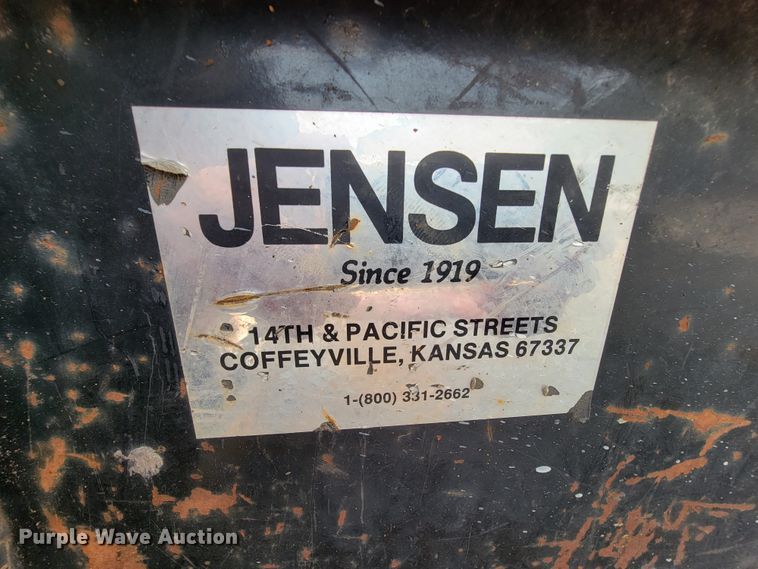 JENSEN
Since 1919
14TH & PACIFIC STREETS
COFFEYVILLE, KANSAS 67337
1-(800) 331-2662
Purple Wave Auction